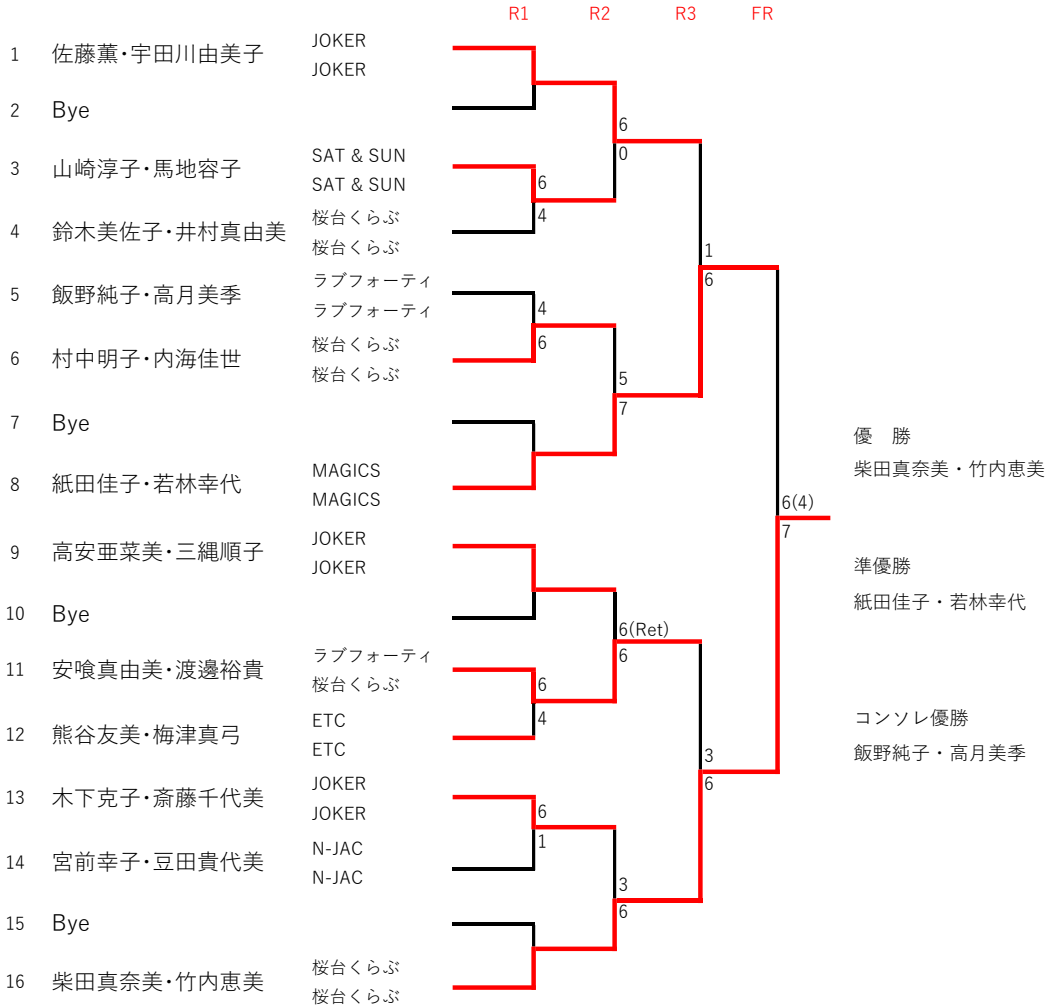 R1 R2 R3 FR
1 佐藤薫・宇田川由美子 JOKER
JOKER
2 Bye
6
0
3 山崎淳子・馬地容子 SAT & SUN
SAT & SUN
6
4
4 鈴木美佐子・井村真由美 桜台くらぶ
桜台くらぶ
1
6
5 飯野純子・高月美季 ラブフォーティ
ラブフォーティ
4
6
6 村中明子・内海佳世 桜台くらぶ
桜台くらぶ
5
7
7 Bye
8 紙田佳子・若林幸代 MAGICS
MAGICS
優　勝
柴田真奈美・竹内恵美
6(4)
7
9 高安亜菜美・三縄順子 JOKER
JOKER
準優勝
紙田佳子・若林幸代
10 Bye
6(Ret)
6
11 安喰真由美・渡邊裕貴 ラブフォーティ
桜台くらぶ
6
4
12 熊谷友美・梅津真弓 ETC
ETC
コンソレ優勝
飯野純子・高月美季
3
6
13 木下克子・斎藤千代美 JOKER
JOKER
6
1
14 宮前幸子・豆田貴代美 N-JAC
N-JAC
3
6
15 Bye
16 柴田真奈美・竹内恵美 桜台くらぶ
桜台くらぶ